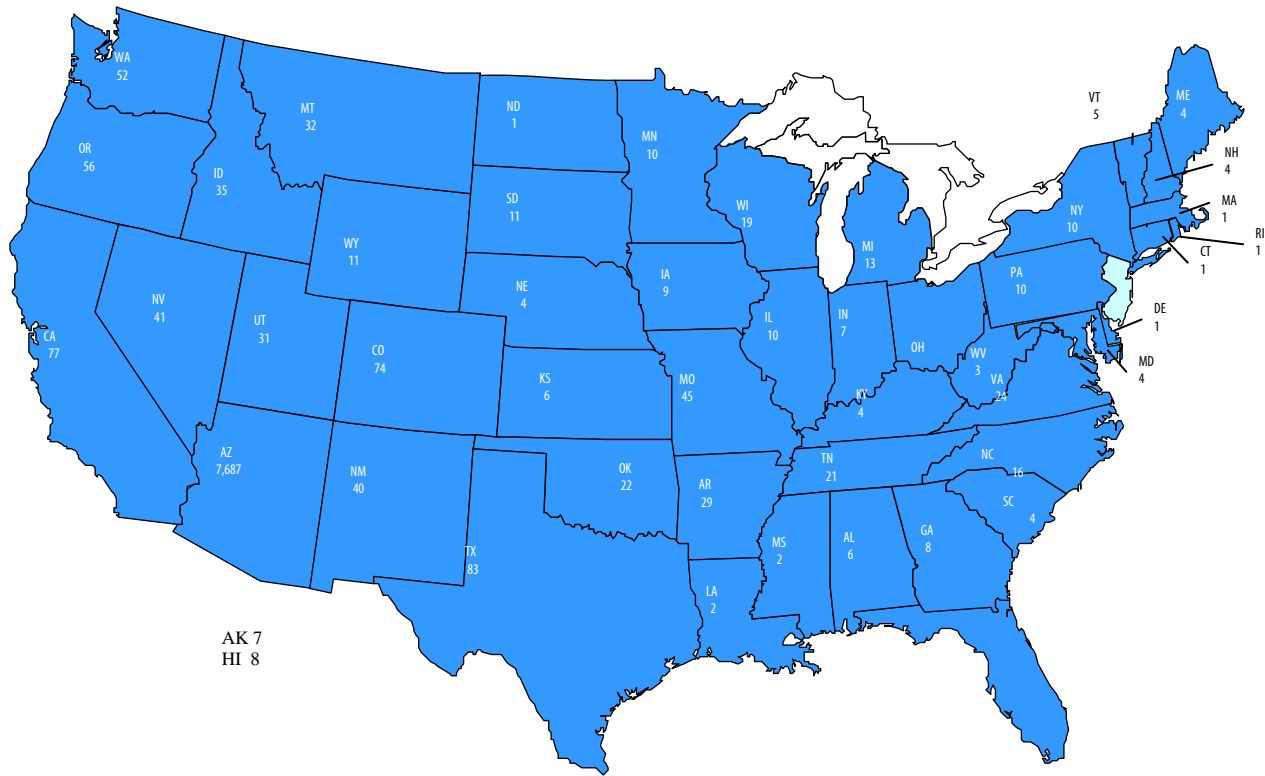 WA
52
MT
32
ND
1
MN
10
VT
5
ME
4
OR
56
ID
35
SD
11
WI
19
NH
4
MA
1
NY
10
RI
1
WY
11
MI
13
CT
1
IA
9
PA
10
NE
4
NV
41
UT
31
IL
10
IN
7
DE
1
CA
77
CO
74
OH
WV
3
MD
4
KS
6
MO
45
VA
24
KY
4
AZ
7,687
NM
40
OK
22
TN
21
NC
16
AR
29
SC
4
TX
83
MS
2
AL
6
GA
8
LA
2
AK 7
HI 8